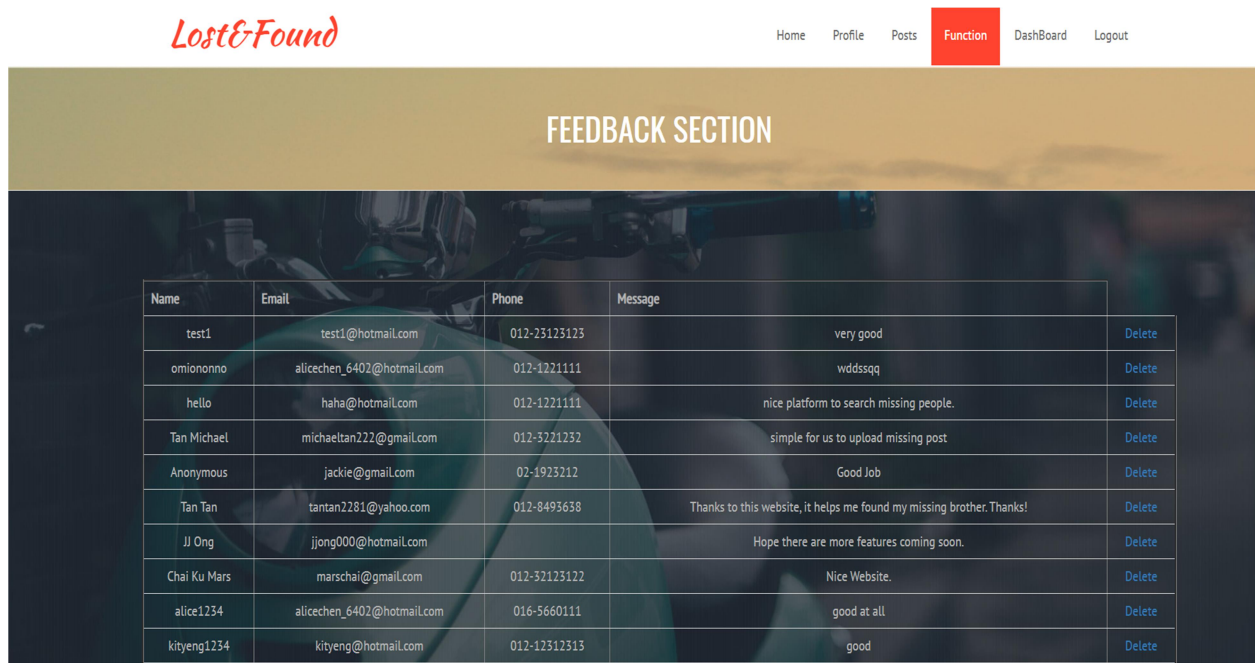 Lost&Found
Home Profile Posts Function DashBoard Logout
FEEDBACK SECTION
Name Email Phone Message
test1 test1@hotmail.com 012-23123123 very good Delete
omiononno alicechen_6402@hotmail.com 012-1221111 wddssqq Delete
hello haha@hotmail.com 012-1221111 nice platform to search missing people. Delete
Tan Michael michaeltan222@gmail.com 012-3221232 simple for us to upload missing post Delete
Anonymous jackie@gmail.com 02-1923212 Good Job Delete
Tan Tan tantan2281@yahoo.com 012-8493638 Thanks to this website, it helps me found my missing brother. Thanks! Delete
JJ Ong jjong000@hotmail.com Hope there are more features coming soon. Delete
Chai Ku Mars marschai@gmail.com 012-32123122 Nice Website. Delete
alice1234 alicechen_6402@hotmail.com 016-5660111 good at all Delete
kityeng1234 kityeng@hotmail.com 012-12312313 good Delete